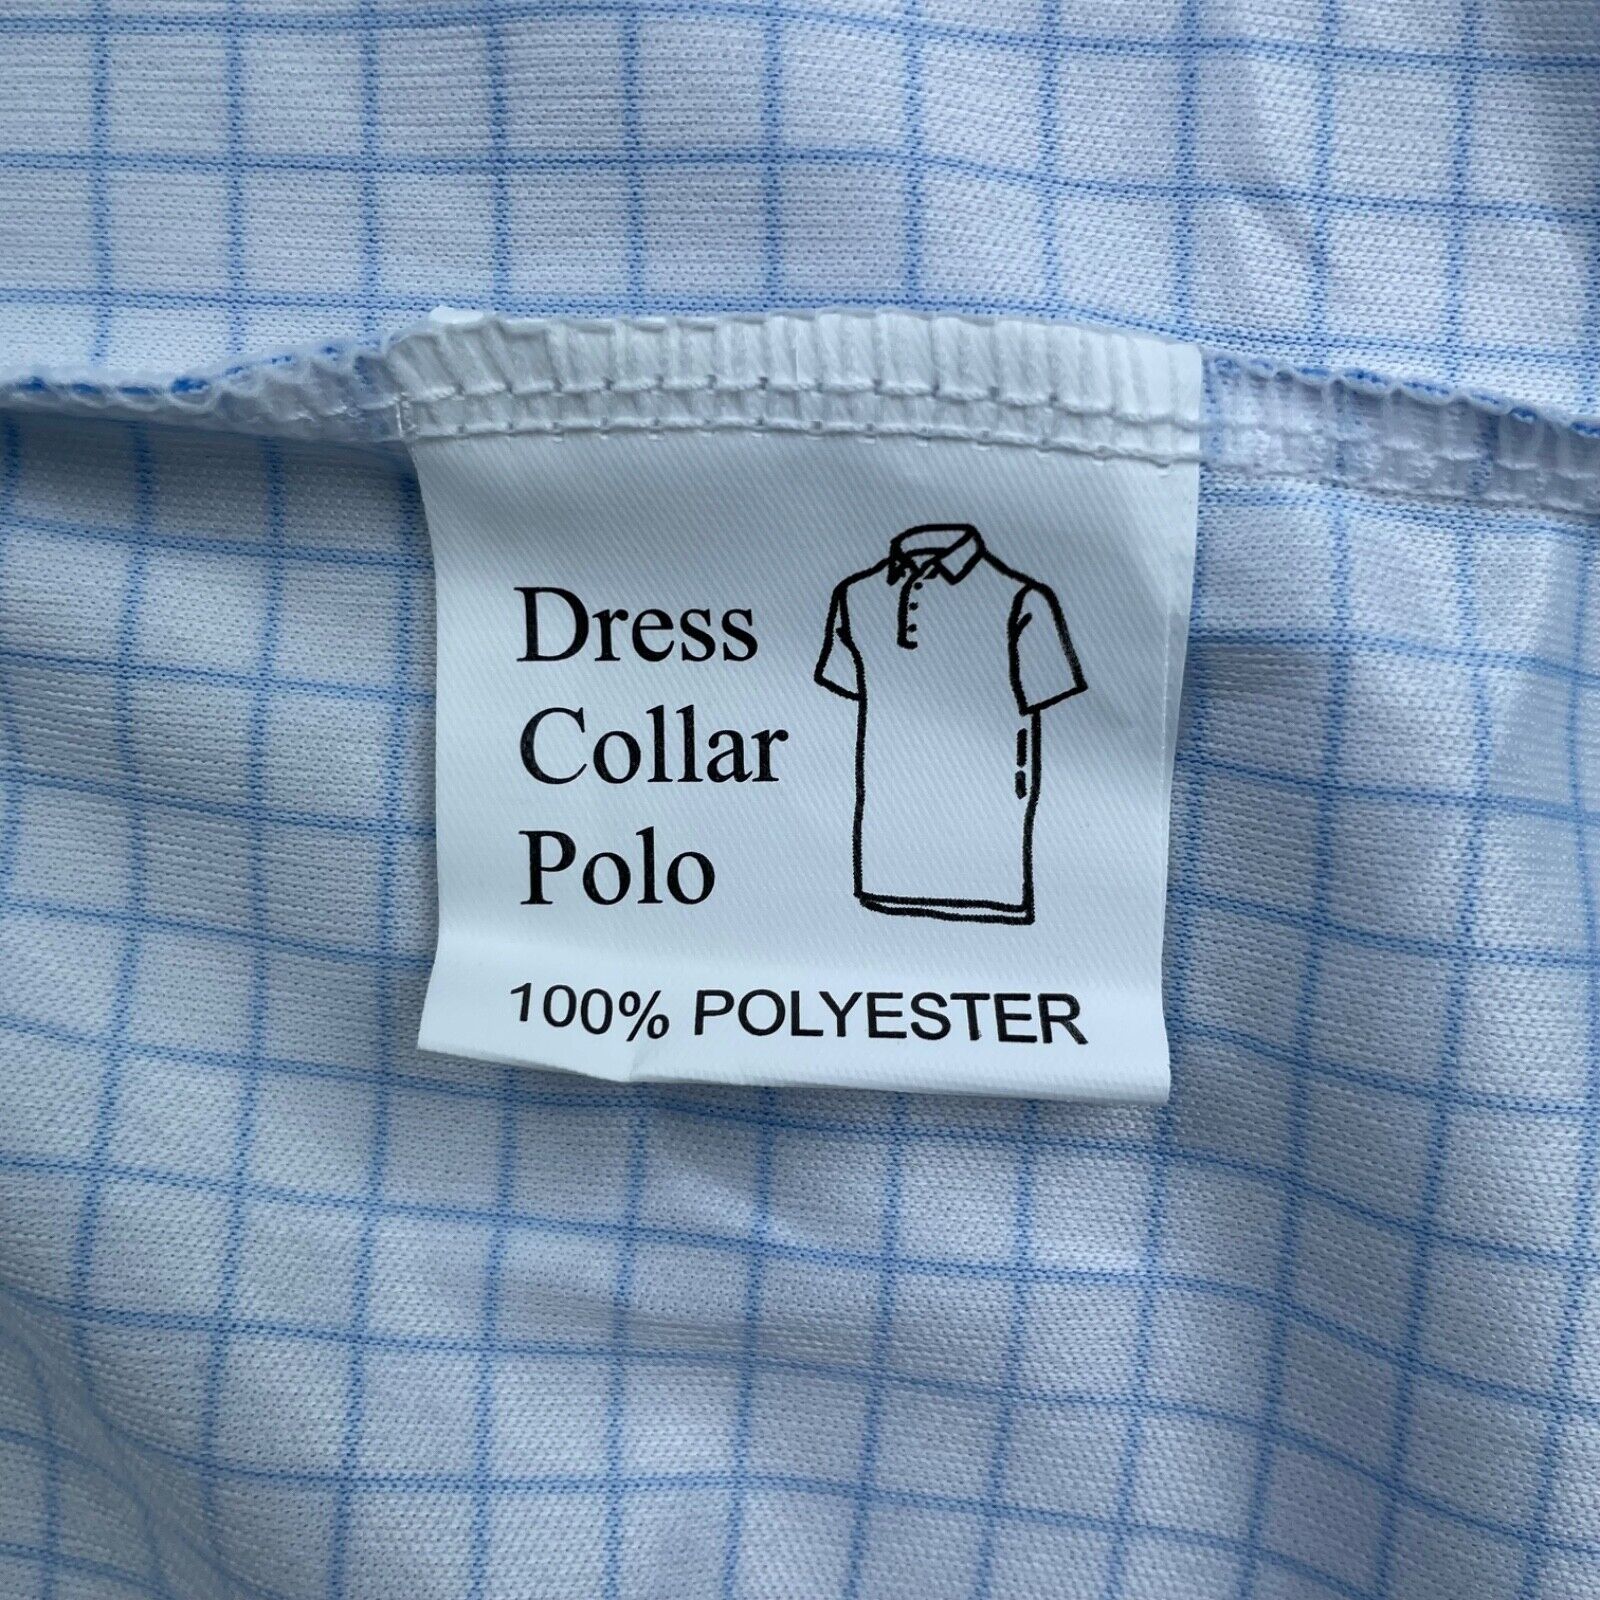 Dress
Collar
Polo
100% POLYESTER